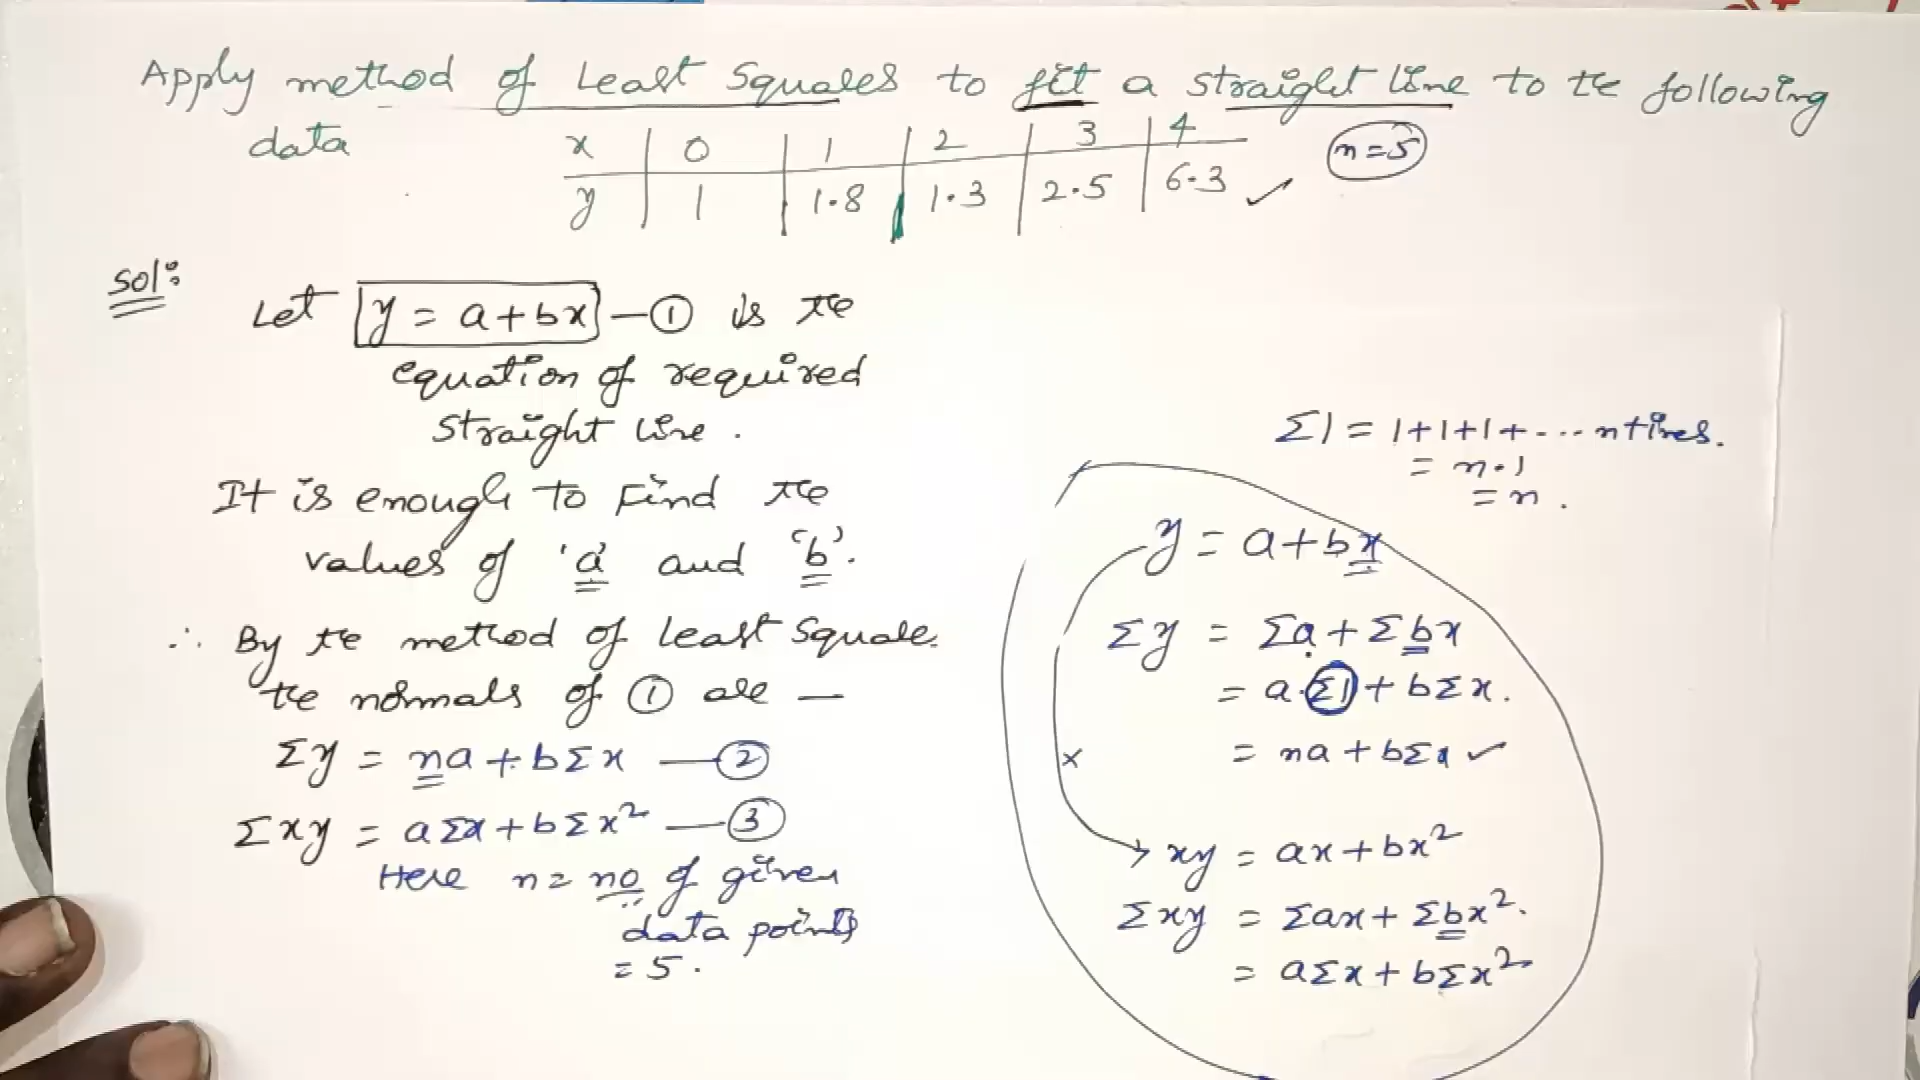 Apply method of Least Squares to fit a straight line to the following
data
x | 0 | 1 | 2 | 3 | 4
y | 1 | 1.8 | 1.3 | 2.5 | 6.3 ✓
n = 5
Sol:
Let y = a+bx — ① is the
equation of required
straight line.
It is enough to find the
values of 'a' and 'b'.
∴ By the method of least square
the normals of ① are —
Σy = na + bΣx — ②
Σxy = aΣx + bΣx² — ③
Here n = no of given
data points
= 5.
Σ1 = 1+1+1+.... n times.
= n.1
= n.
y = a+bx
Σy = Σa + Σbx
= a.Σ1 + bΣx.
= na + bΣx ✓
x
xy = ax+bx²
Σxy = Σax + Σbx².
= aΣx + bΣx²